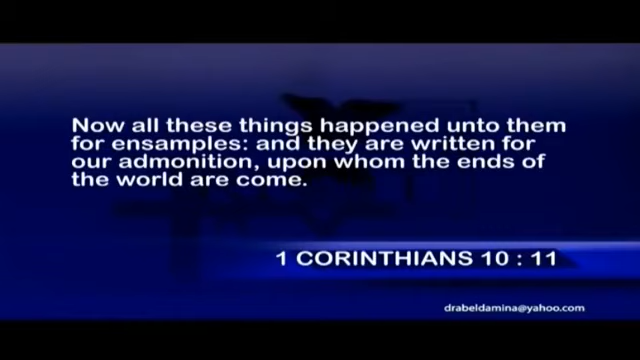 Now all these things happened unto them
for ensamples: and they are written for
our admonition, upon whom the ends of
the world are come.
1 CORINTHIANS 10 : 11
drabeldamina@yahoo.com